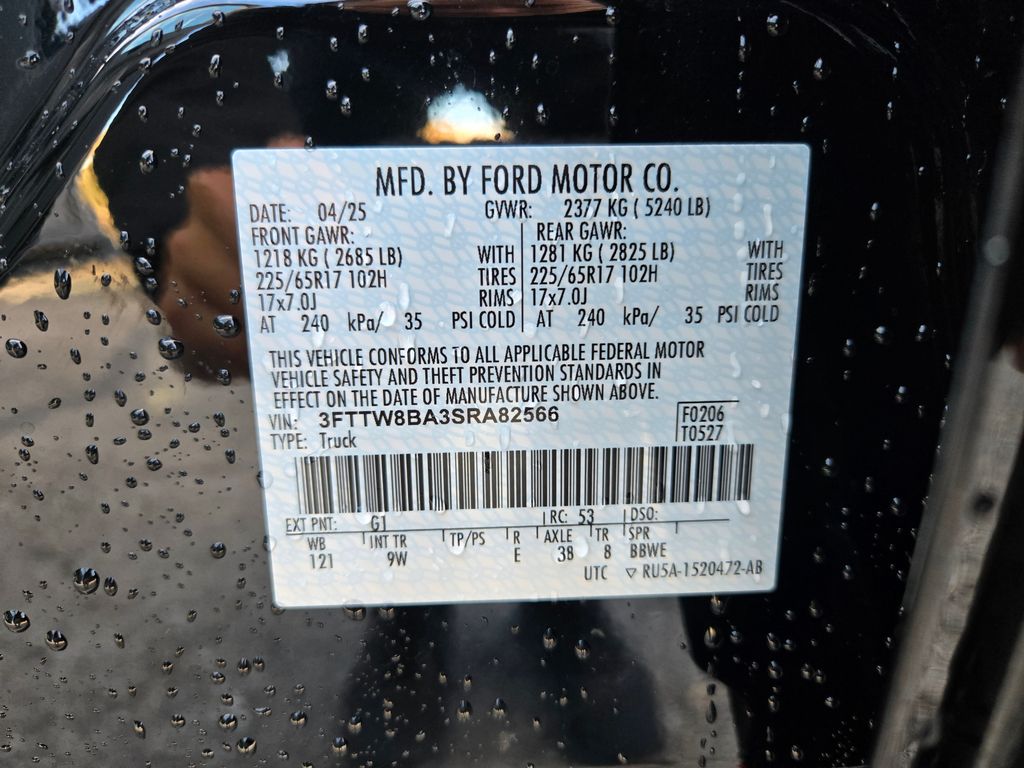 MFD. BY FORD MOTOR CO.
DATE: 04/25 GVWR: 2377 KG ( 5240 LB)
FRONT GAWR: REAR GAWR:
1218 KG ( 2685 LB) WITH 1281 KG ( 2825 LB) WITH
225/65R17 102H TIRES 225/65R17 102H TIRES
17x7.0J RIMS 17x7.0J RIMS
AT 240 kPa/ 35 PSI COLD AT 240 kPa/ 35 PSI COLD
THIS VEHICLE CONFORMS TO ALL APPLICABLE FEDERAL MOTOR
VEHICLE SAFETY AND THEFT PREVENTION STANDARDS IN
EFFECT ON THE DATE OF MANUFACTURE SHOWN ABOVE.
VIN: 3FTTW8BA3SRA82566 F0206
TYPE: Truck T0527
EXT PNT: G1 RC: 53 DSO:
WB INT TR TP/PS R AXLE TR SPR
121 9W E 38 8 BBWE
UTC ▽ RU5A-1520472-AB